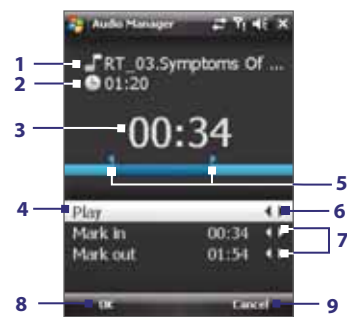 Audio Manager
1
RT_03.Symptoms Of ...
2
01:20
3
00:34
5
4
Play
6
Mark in 00:34
7
Mark out 01:54
8
OK
Cancel
9